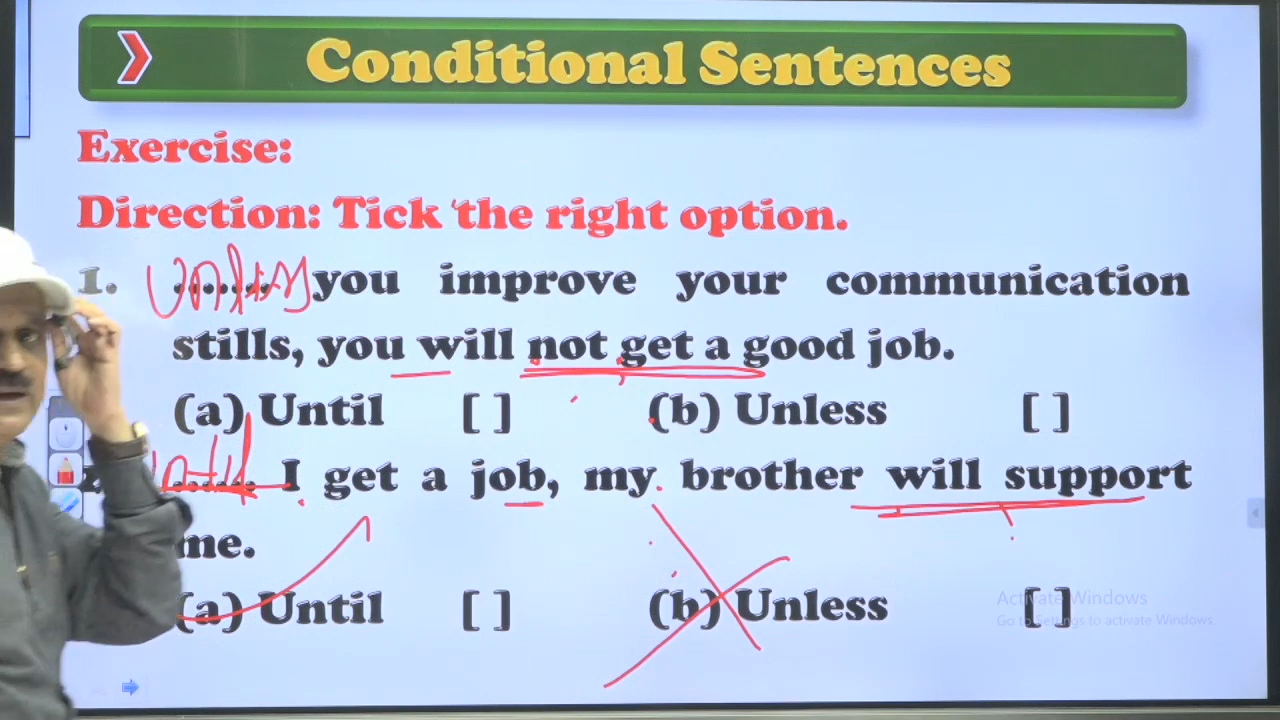 Conditional Sentences
Exercise:
Direction: Tick the right option.
1. Unless you improve your communication
stills, you will not get a good job.
(a) Until [ ] (b) Unless [ ]
until I get a job, my brother will support
me.
(a) Until [ ] (b) Unless [ ]
Activate Windows
Go to Settings to activate Windows.